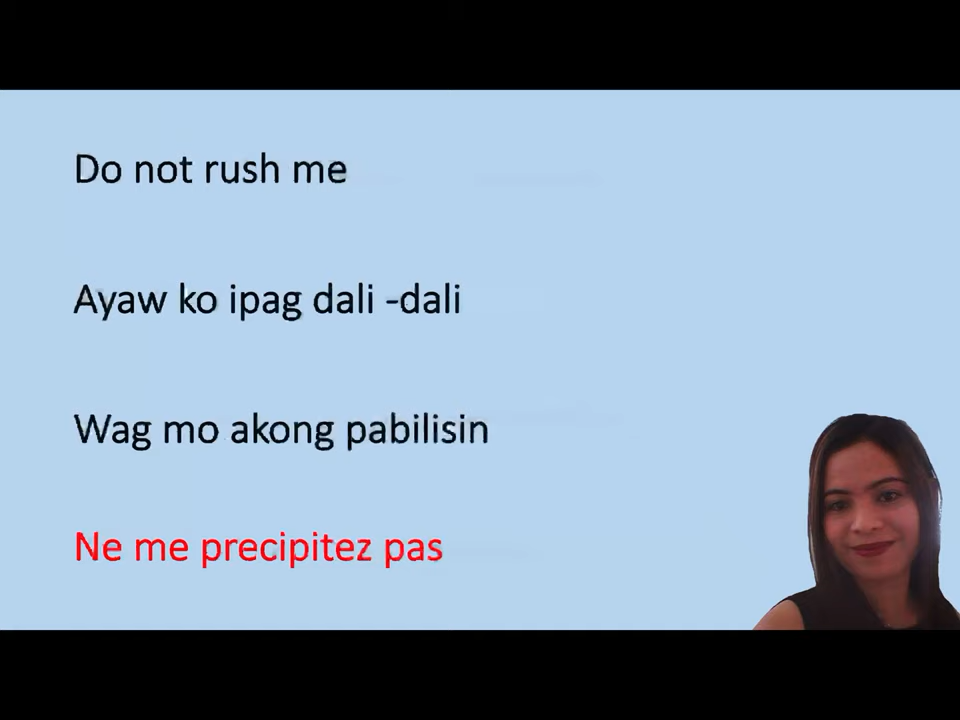 Do not rush me
Ayaw ko ipag dali -dali
Wag mo akong pabilisin
Ne me precipitez pas